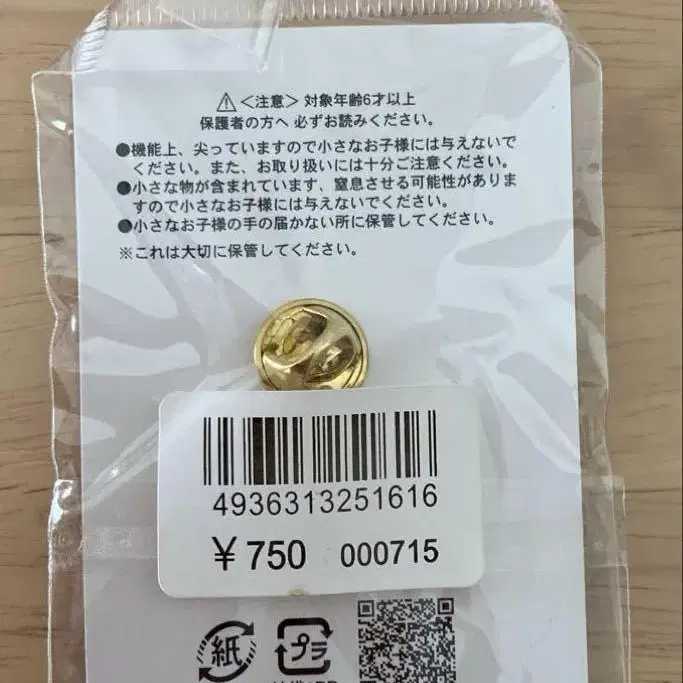 <注意> 対象年齢6才以上
保護者の方へ 必ずお読みください。
●機能上、尖っていますので小さなお子様には与えないで
ください。また、お取り扱いには十分ご注意ください。
●小さな物が含まれています、窒息させる可能性がありま
すので小さなお子様には与えないでください。
●小さなお子様の手の届かない所に保管してください。
※これは大切に保管してください。
4936313251616
¥750 000715
紙 プラ